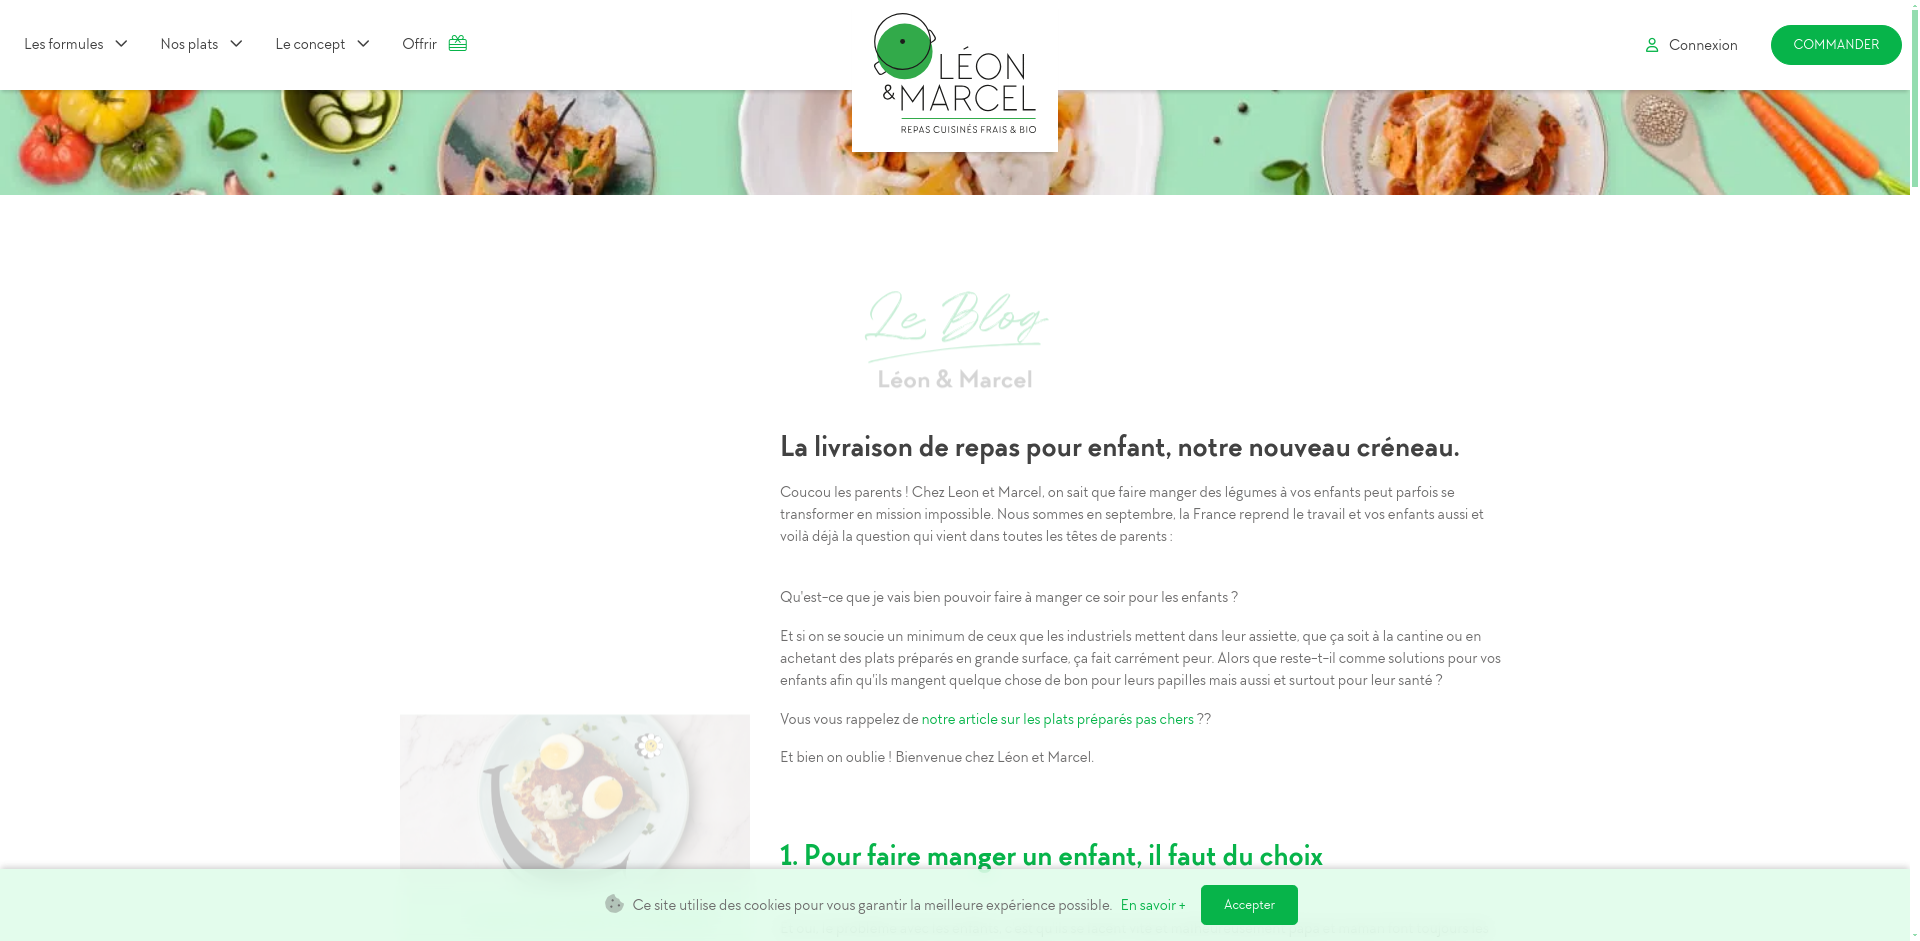 Les formules
Nos plats
Le concept
Offrir
LÉON
& MARCEL
REPAS CUISINÉS FRAIS & BIO
Connexion
COMMANDER
Le Blog
Léon & Marcel
La livraison de repas pour enfant, notre nouveau créneau.
Coucou les parents ! Chez Leon et Marcel, on sait que faire manger des légumes à vos enfants peut parfois se
transformer en mission impossible. Nous sommes en septembre, la France reprend le travail et vos enfants aussi et
voilà déjà la question qui vient dans toutes les têtes de parents :
Qu'est-ce que je vais bien pouvoir faire à manger ce soir pour les enfants ?
Et si on se soucie un minimum de ceux que les industriels mettent dans leur assiette, que ça soit à la cantine ou en
achetant des plats préparés en grande surface, ça fait carrément peur. Alors que reste-t-il comme solutions pour vos
enfants afin qu'ils mangent quelque chose de bon pour leurs papilles mais aussi et surtout pour leur santé ?
Vous vous rappelez de notre article sur les plats préparés pas chers ??
Et bien on oublie ! Bienvenue chez Léon et Marcel.
1. Pour faire manger un enfant, il faut du choix
Ce site utilise des cookies pour vous garantir la meilleure expérience possible. En savoir +
Accepter